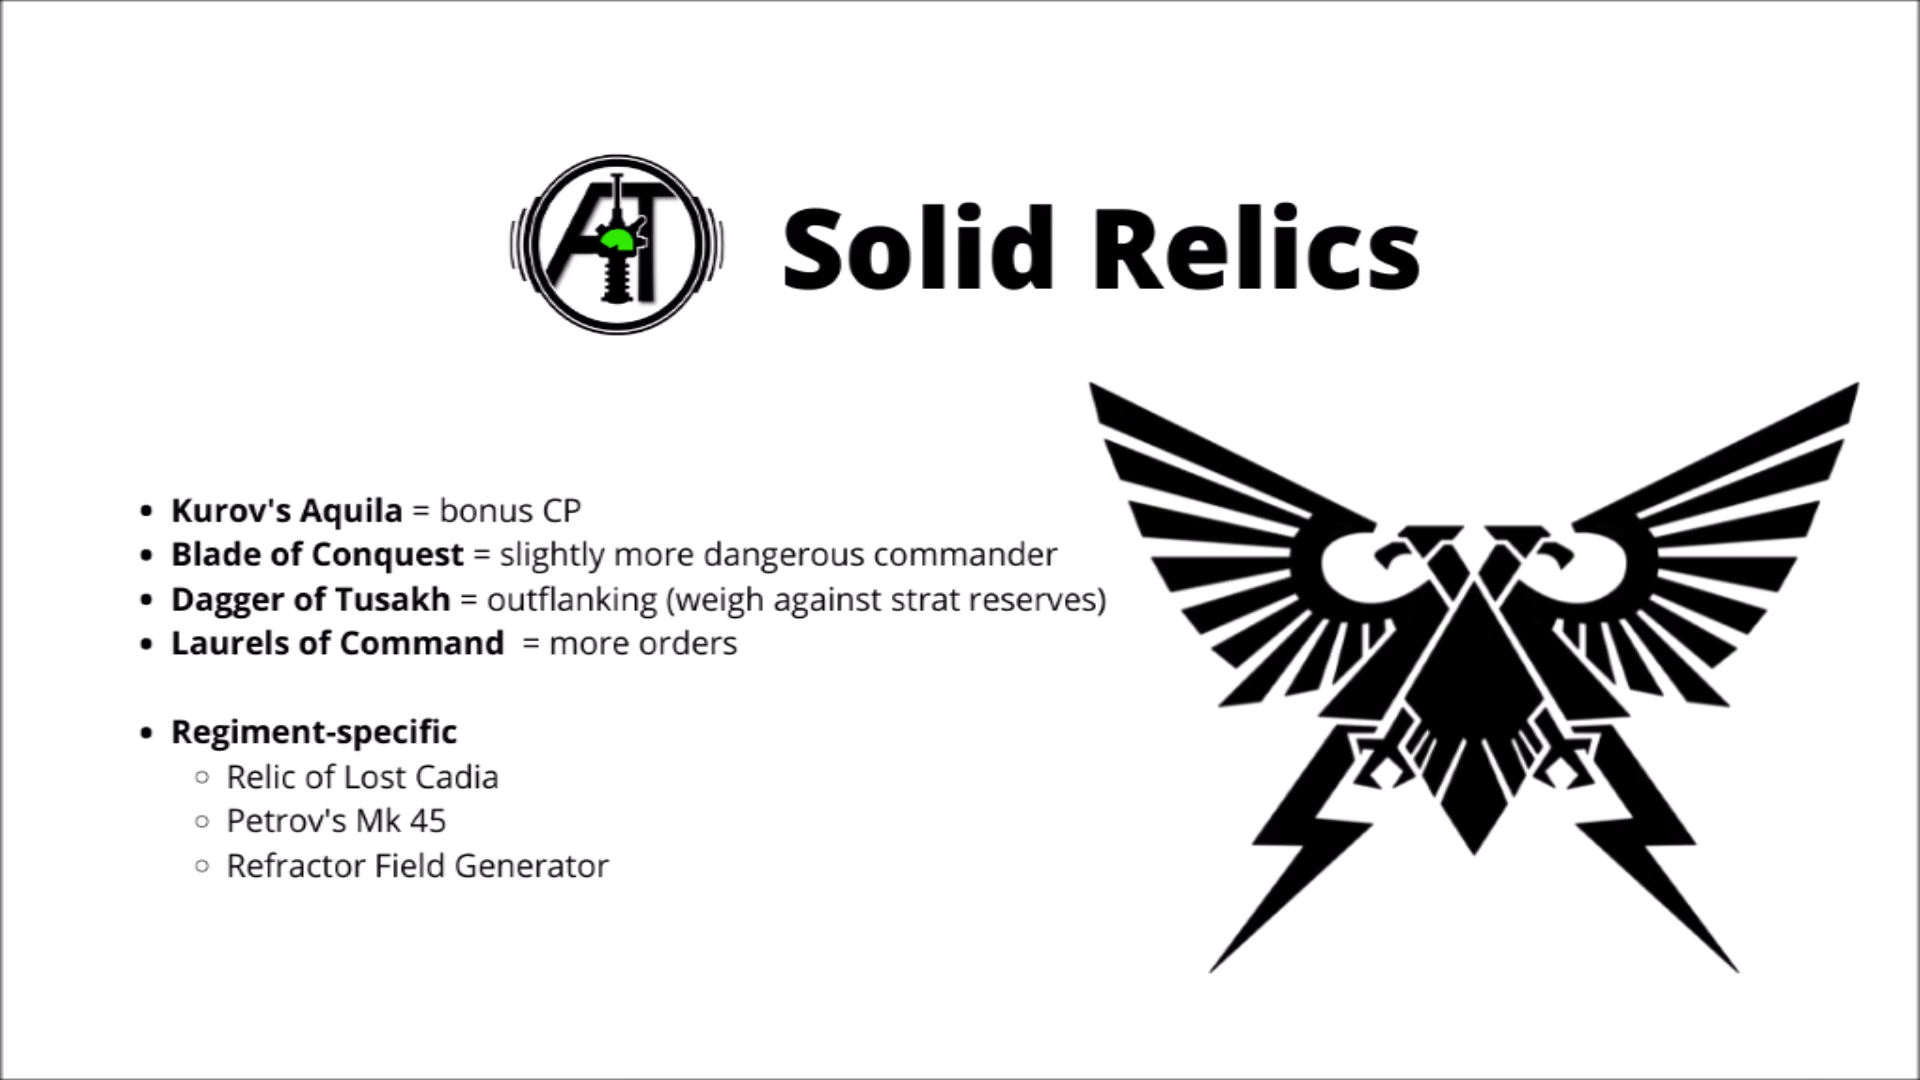 AT
Solid Relics
• Kurov's Aquila = bonus CP
• Blade of Conquest = slightly more dangerous commander
• Dagger of Tusakh = outflanking (weigh against strat reserves)
• Laurels of Command = more orders
• Regiment-specific
○ Relic of Lost Cadia
○ Petrov's Mk 45
○ Refractor Field Generator